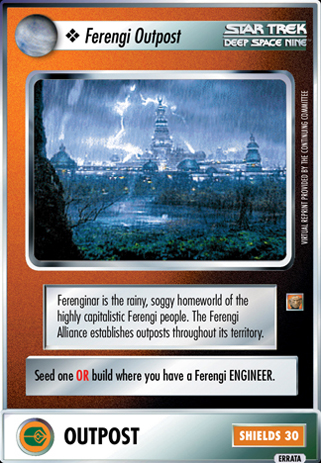 ❖ Ferengi Outpost
STAR TREK
DEEP SPACE NINE
VIRTUAL REPRINT PROVIDED BY THE CONTINUING COMMITTEE
Ferenginar is the rainy, soggy homeworld of the
highly capitalistic Ferengi people. The Ferengi
Alliance establishes outposts throughout its territory.
Seed one OR build where you have a Ferengi ENGINEER.
OUTPOST
SHIELDS 30
ERRATA